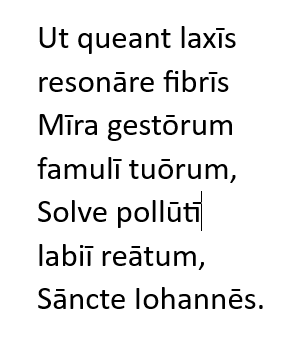 Ut queant laxīs
resonāre fibrīs
Mīra gestōrum
famulī tuōrum,
Solve pollūtī
labiī reātum,
Sāncte Iohannēs.